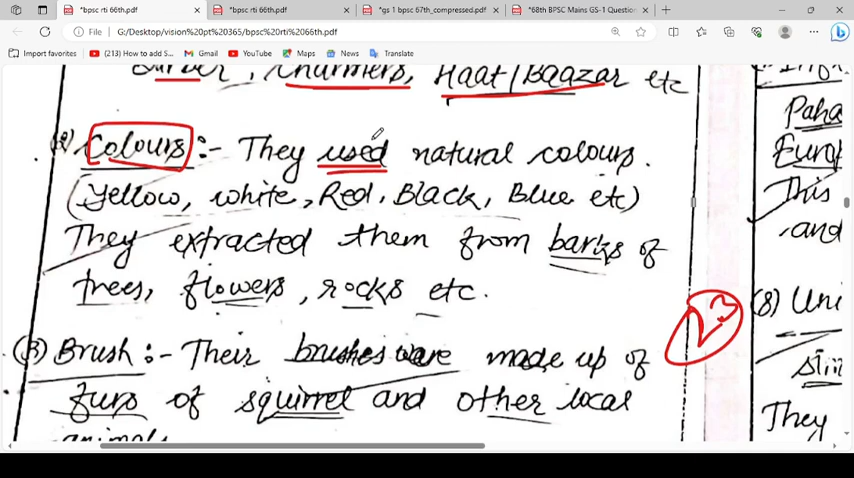 *bpsc rti 66th.pdf
*bpsc rti 66th.pdf
*gs 1 bpsc 67th_compressed.pdf
*68th BPSC Mains GS-1 Question
File
G:/Desktop/vision%20pt%20365/bpsc%20rti%2066th.pdf
Import favorites
(213) How to add S...
Gmail
YouTube
Maps
News
Translate
Charmers, Haat/Baazar etc
Colours :- They used natural colours.
(Yellow, white, Red, Black, Blue etc)
They extracted them from barks of
trees, flowers, rocks etc.
Brush :- Their brushes were made up of
furs of squirrel and other local
animals
Paha
Euro
This
and
(8) Uni
They